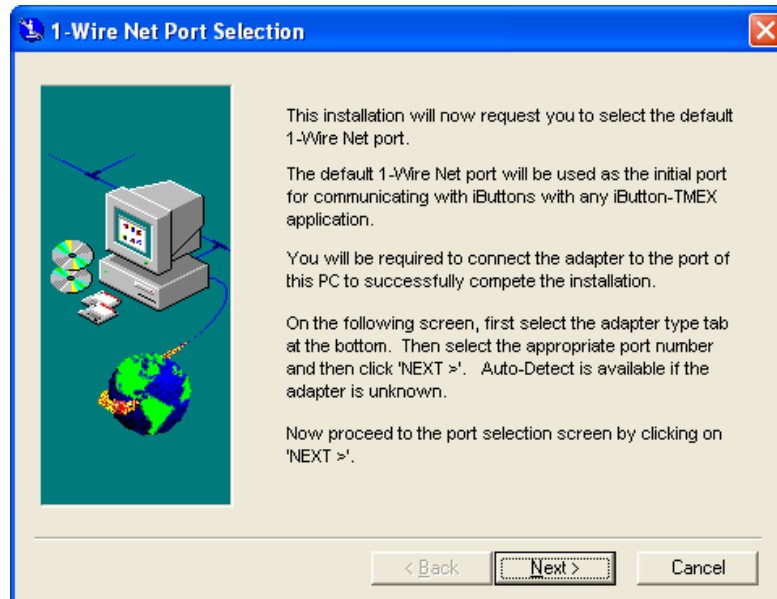 1-Wire Net Port Selection
This installation will now request you to select the default
1-Wire Net port.
The default 1-Wire Net port will be used as the initial port
for communicating with iButtons with any iButton-TMEX
application.
You will be required to connect the adapter to the port of
this PC to successfully compete the installation.
On the following screen, first select the adapter type tab
at the bottom.  Then select the appropriate port number
and then click 'NEXT >'.   Auto-Detect is available if the
adapter is unknown.
Now proceed to the port selection screen by clicking on
'NEXT >'.
< Back Next > Cancel